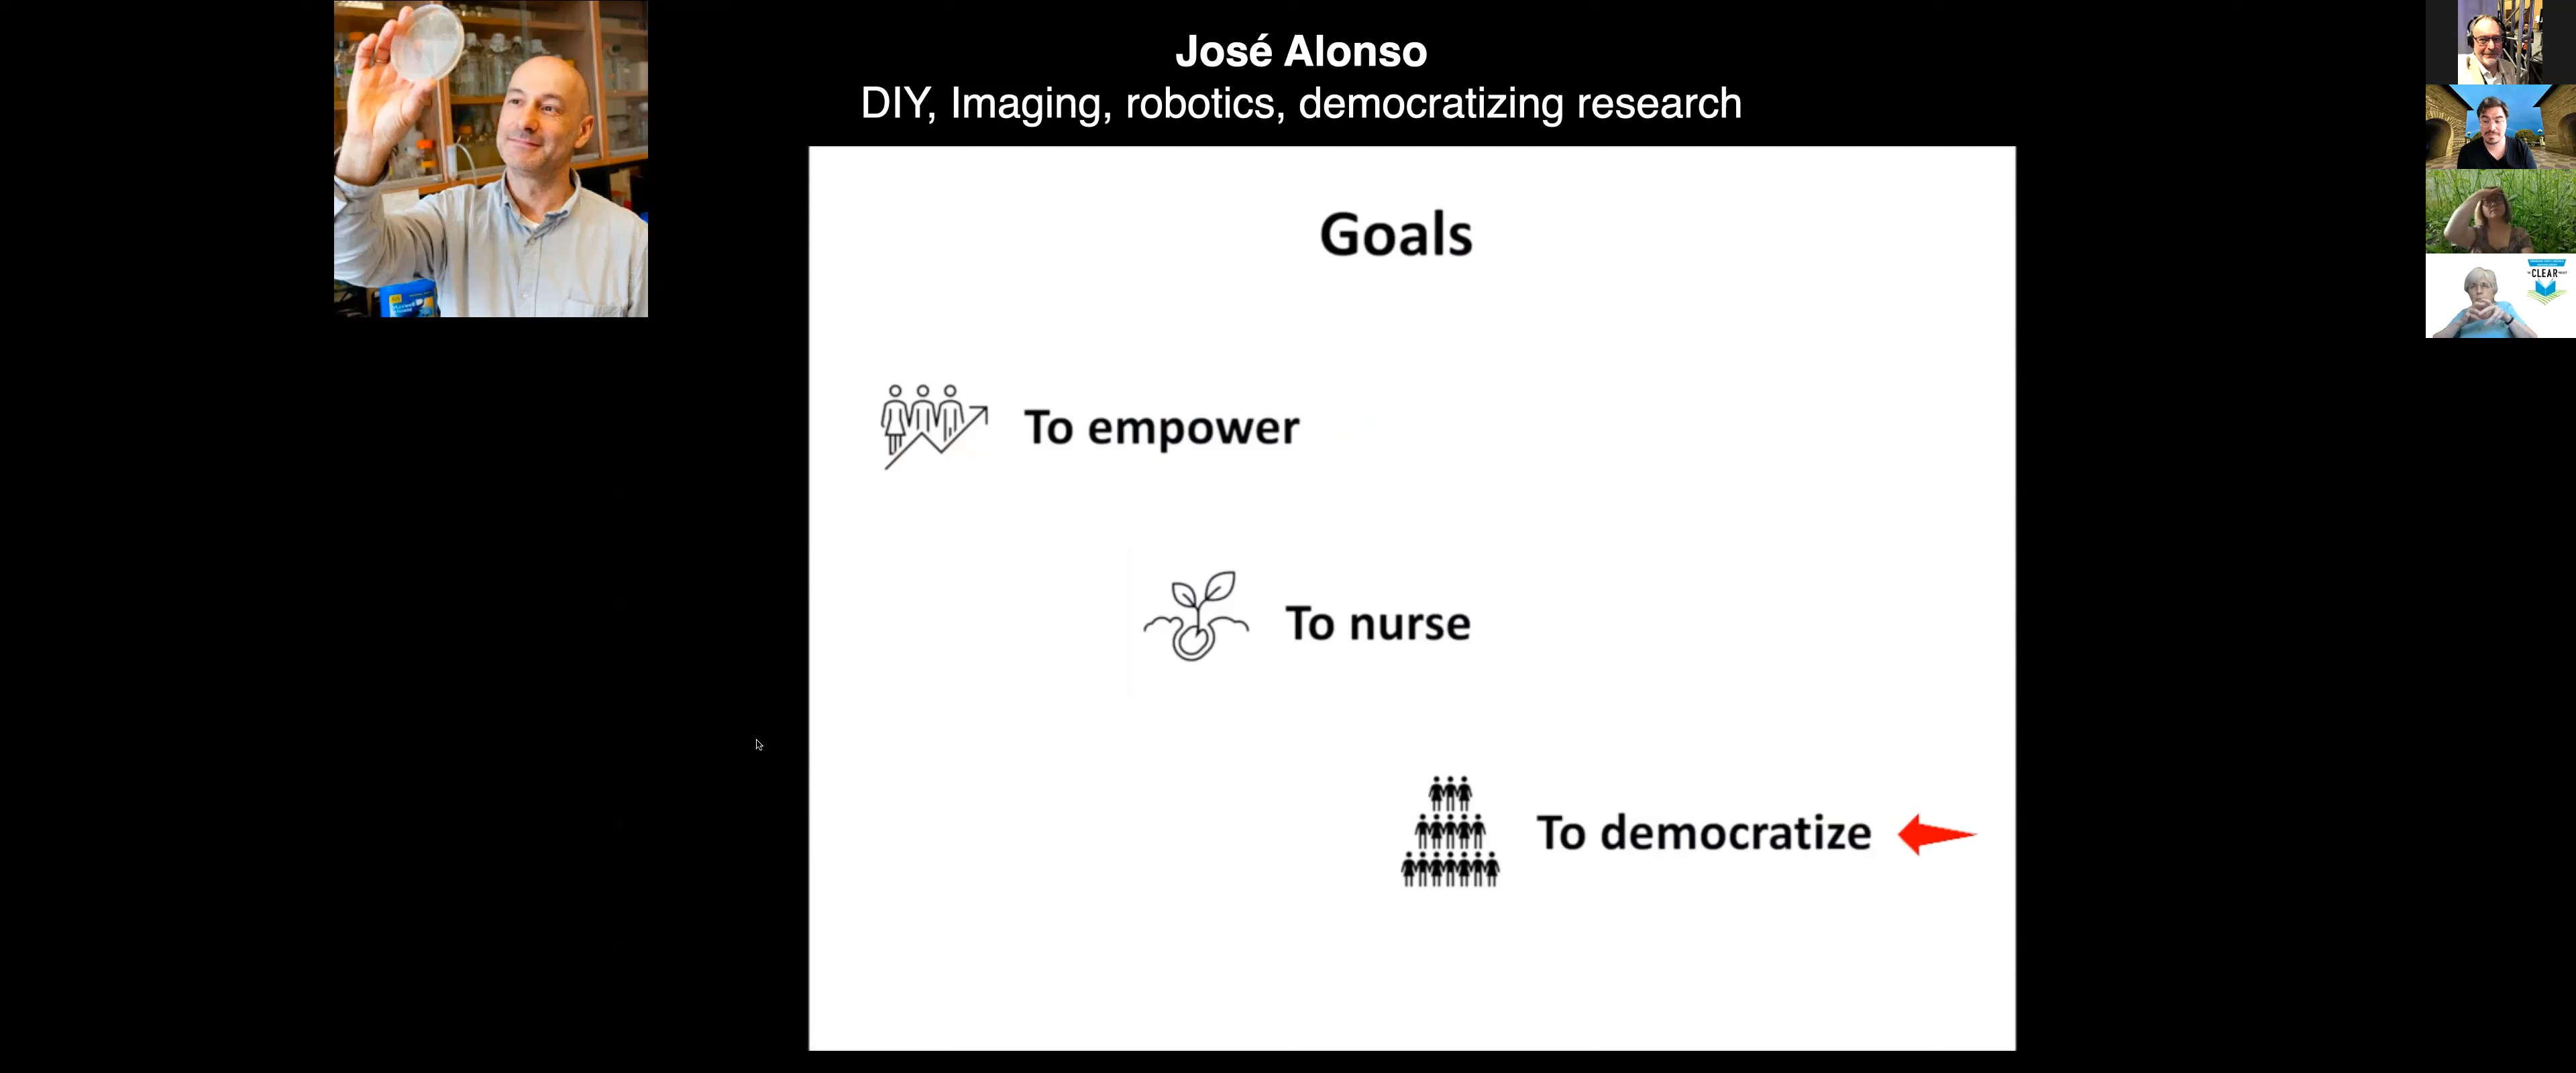 José Alonso
DIY, Imaging, robotics, democratizing research
Goals
To empower
To nurse
To democratize
CLEAR